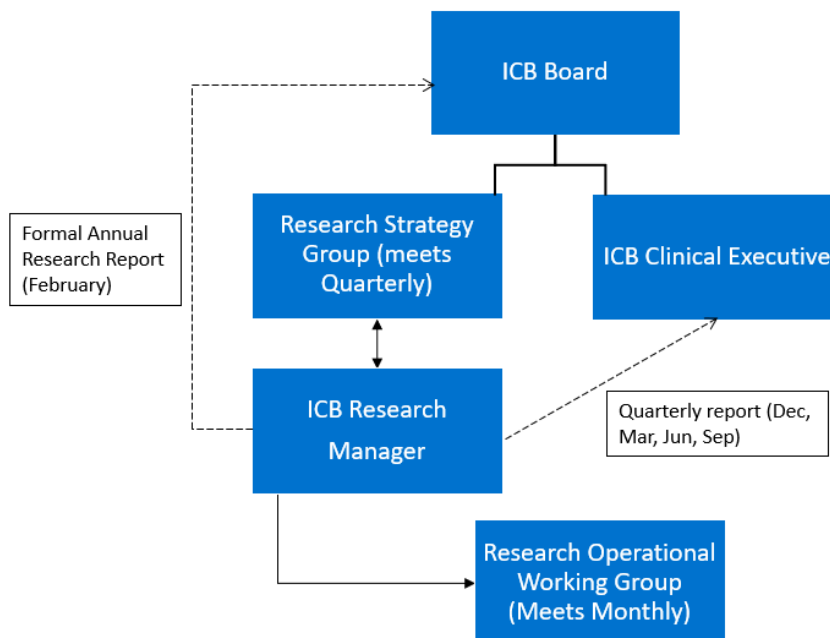 ICB Board
Formal Annual
Research Report
(February)
Research Strategy
Group (meets
Quarterly)
ICB Clinical Executive
ICB Research
Manager
Quarterly report (Dec,
Mar, Jun, Sep)
Research Operational
Working Group
(Meets Monthly)